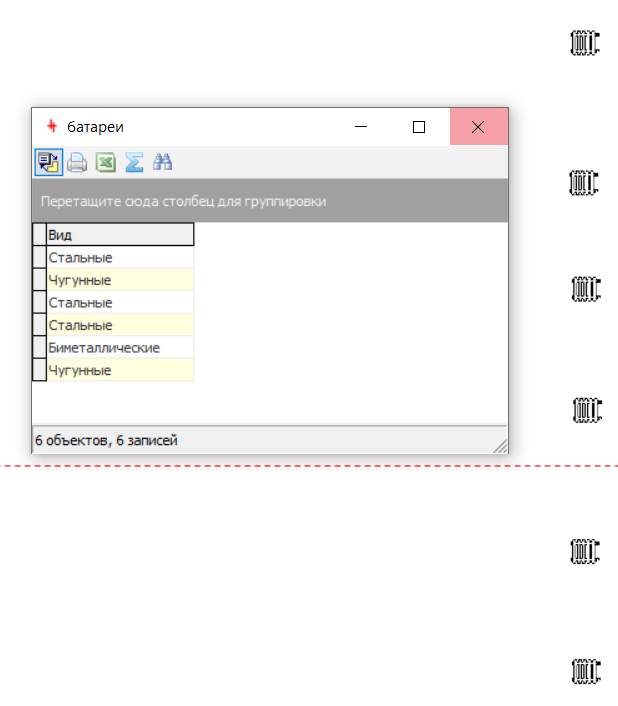 батареи
Перетащите сюда столбец для группировки
Вид
Стальные
Чугунные
Стальные
Стальные
Биметаллические
Чугунные
6 объектов, 6 записей